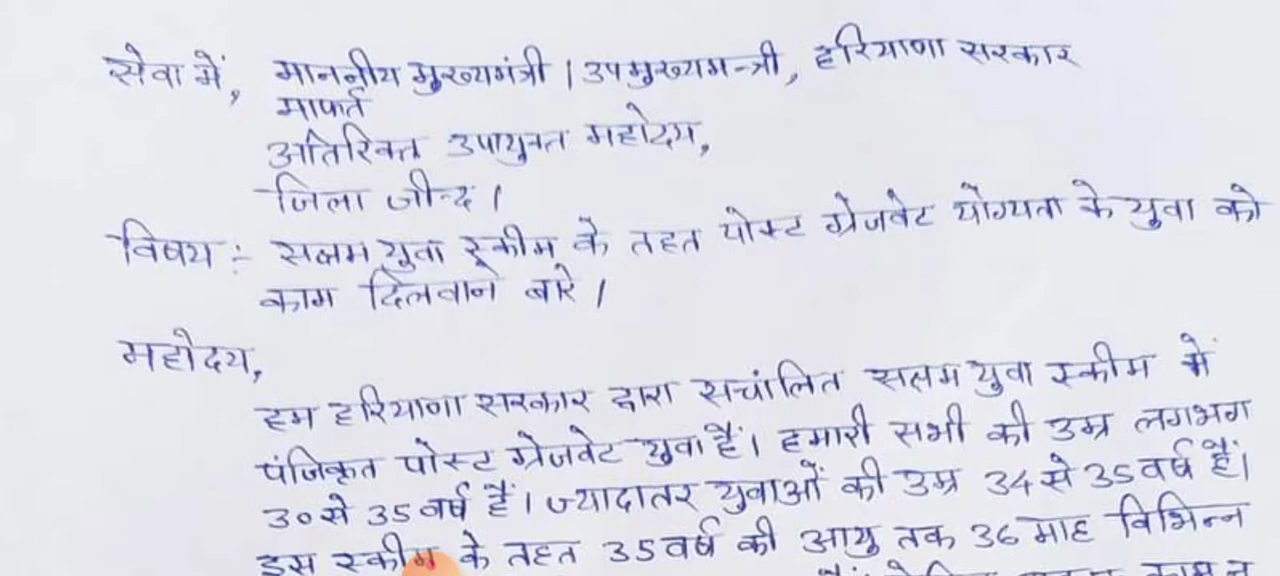 सेवा में, माननीय मुख्यमंत्री । उपमुख्यमन्त्री, हरियाणा सरकार
मार्फत
अतिरिक्त उपायुक्त महोदय,
जिला जीन्द ।
विषय :- सक्षम युवा स्कीम के तहत पोस्ट ग्रेजवेट योग्यता के युवा को
काम दिलवाने बारे ।
महोदय,
हम हरियाणा सरकार द्वारा सचांलित सक्षम युवा स्कीम में
पंजिकृत पोस्ट ग्रेजवेट युवा हैं। हमारी सभी की उम्र लगभग
30 से 35 वर्ष हैं। ज्यादातर युवाओं की उम्र 34 से 35 वर्ष हैं।
इस स्कीम के तहत 35 वर्ष की आयु तक 36 माह विभिन्न